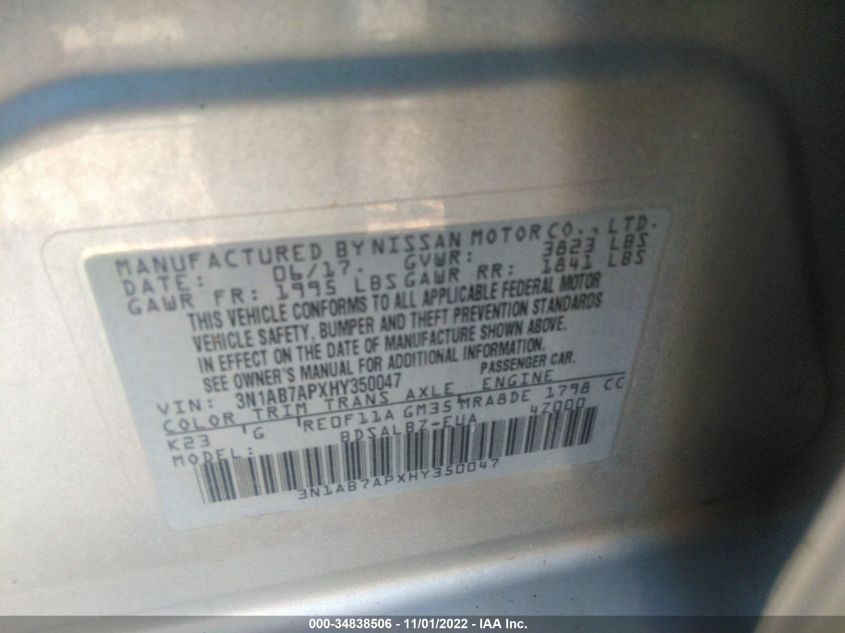 MANUFACTURED BY NISSAN MOTOR CO., LTD.
DATE: 06/17. GVWR: 3823 LBS
GAWR FR: 1995 LBS GAWR RR: 1841 LBS
THIS VEHICLE CONFORMS TO ALL APPLICABLE FEDERAL MOTOR
VEHICLE SAFETY, BUMPER AND THEFT PREVENTION STANDARDS
IN EFFECT ON THE DATE OF MANUFACTURE SHOWN ABOVE.
SEE OWNER'S MANUAL FOR ADDITIONAL INFORMATION.
VIN: 3N1AB7APXHY350047 PASSENGER CAR.
COLOR TRIM TRANS AXLE ENGINE
K23 G RE0F11A GM35 MRA8DE 1798 CC
MODEL: BDSALBZ-EUA 4Z000
3N1AB7APXHY350047
000-34838506 - 11/01/2022 - IAA Inc.